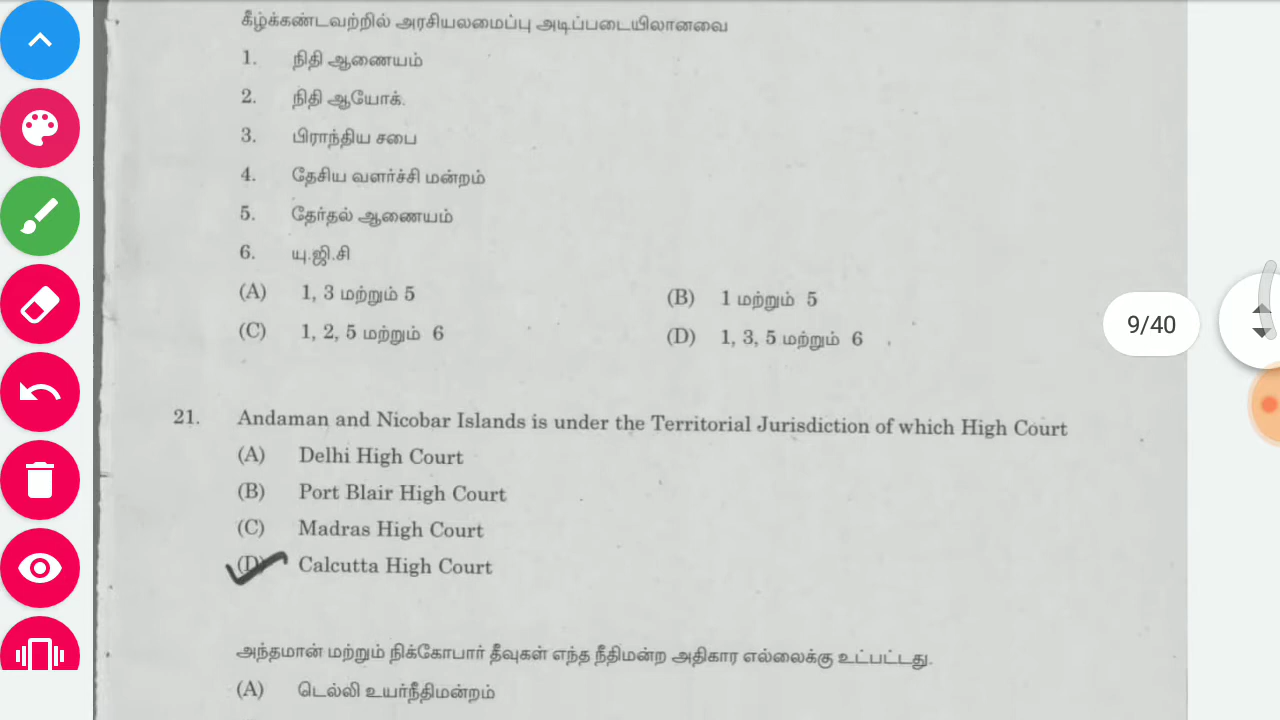 கீழ்க்கண்டவற்றில் அரசியலமைப்பு அடிப்படையிலானவை
1. நிதி ஆணையம்
2. நிதி ஆயோக்.
3. பிராந்திய சபை
4. தேசிய வளர்ச்சி மன்றம்
5. தேர்தல் ஆணையம்
6. யு.ஜி.சி
(A) 1, 3 மற்றும் 5 (B) 1 மற்றும் 5
(C) 1, 2, 5 மற்றும் 6 (D) 1, 3, 5 மற்றும் 6
9/40
21. Andaman and Nicobar Islands is under the Territorial Jurisdiction of which High Court
(A) Delhi High Court
(B) Port Blair High Court
(C) Madras High Court
(D) Calcutta High Court
அந்தமான் மற்றும் நிக்கோபார் தீவுகள் எந்த நீதிமன்ற அதிகார எல்லைக்கு உட்பட்டது.
(A) டெல்லி உயர்நீதிமன்றம்